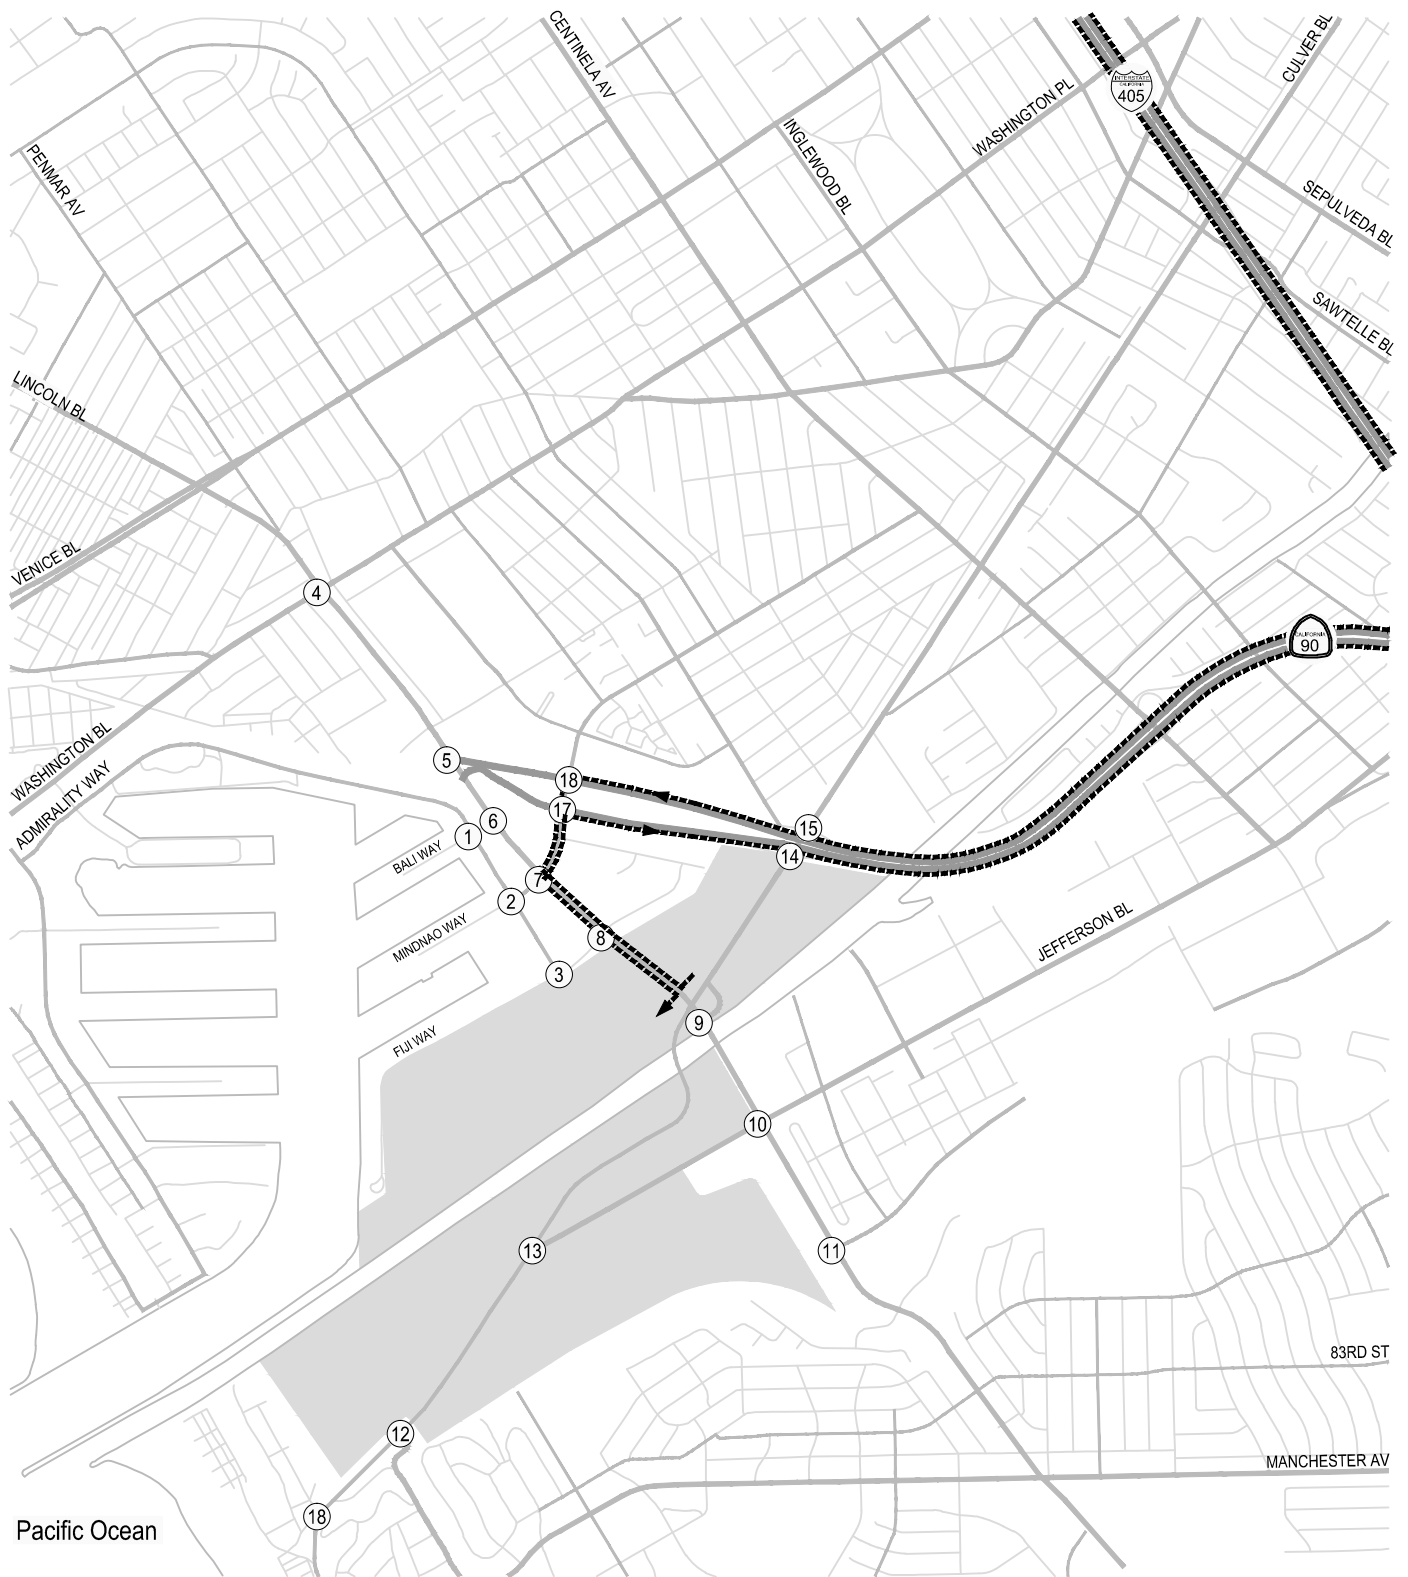 CENTINELA AV
CULVER BL
INTERSTATE
CALIFORNIA
405
WASHINGTON PL
INGLEWOOD BL
PENMAR AV
SEPULVEDA BL
SAWTELLE BL
LINCOLN BL
VENICE BL
4
CALIFORNIA
90
WASHINGTON BL
ADMIRALITY WAY
5
18
17
6
15
1
14
BALI WAY
7
2
MINDNAO WAY
8
JEFFERSON BL
3
9
FIJI WAY
10
13
11
83RD ST
12
MANCHESTER AV
18
Pacific Ocean